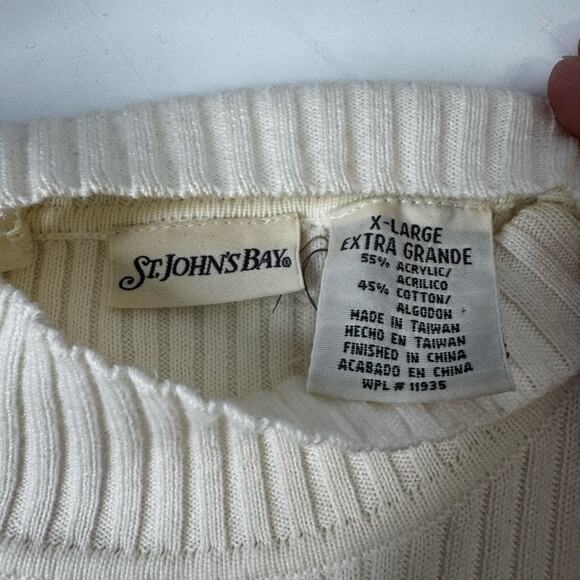 ST. JOHN'S BAY®
X-LARGE
EXTRA GRANDE
55% ACRYLIC/
ACRILICO
45% COTTON/
ALGODON
MADE IN TAIWAN
HECHO EN TAIWAN
FINISHED IN CHINA
ACABADO EN CHINA
WPL # 11935